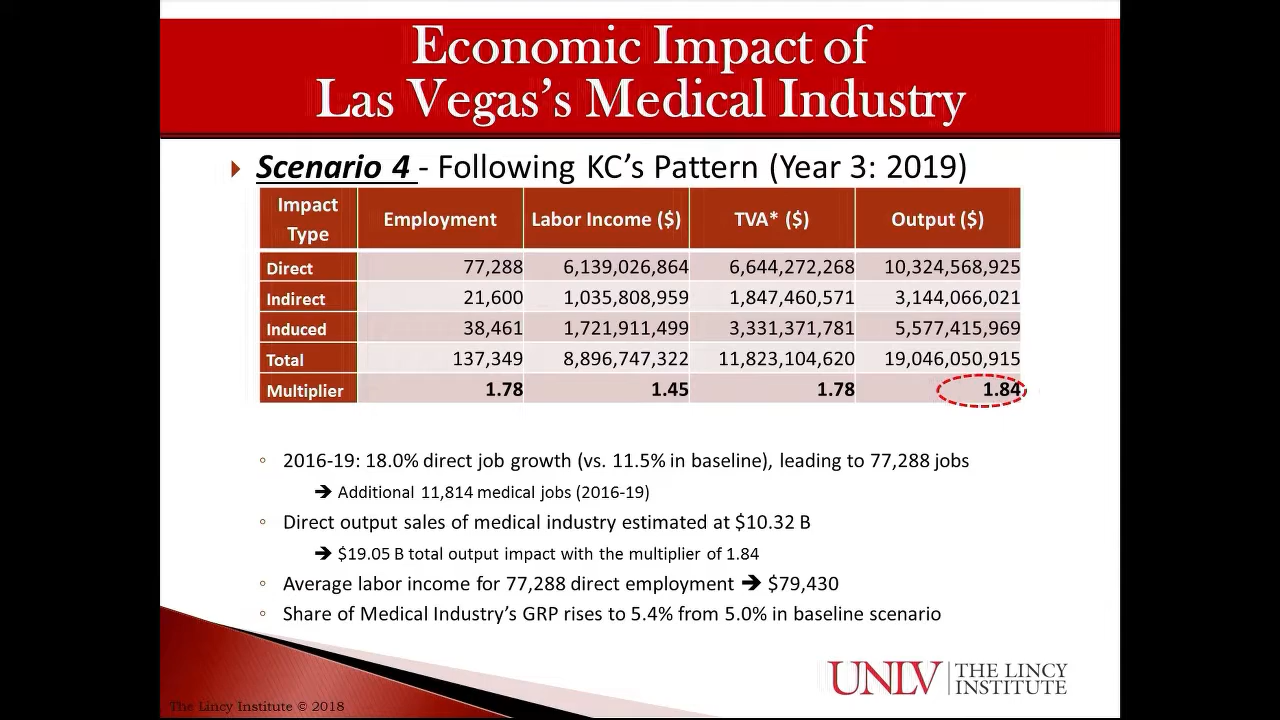 Economic Impact of
Las Vegas's Medical Industry
Scenario 4 - Following KC's Pattern (Year 3: 2019)
Impact Type Employment Labor Income ($) TVA* ($) Output ($)
Direct 77,288 6,139,026,864 6,644,272,268 10,324,568,925
Indirect 21,600 1,035,808,959 1,847,460,571 3,144,066,021
Induced 38,461 1,721,911,499 3,331,371,781 5,577,415,969
Total 137,349 8,896,747,322 11,823,104,620 19,046,050,915
Multiplier 1.78 1.45 1.78 1.84
◦ 2016-19: 18.0% direct job growth (vs. 11.5% in baseline), leading to 77,288 jobs
➔ Additional 11,814 medical jobs (2016-19)
◦ Direct output sales of medical industry estimated at $10.32 B
➔ $19.05 B total output impact with the multiplier of 1.84
◦ Average labor income for 77,288 direct employment ➔ $79,430
◦ Share of Medical Industry's GRP rises to 5.4% from 5.0% in baseline scenario
UNLV THE LINCY
INSTITUTE
The Lincy Institute © 2018